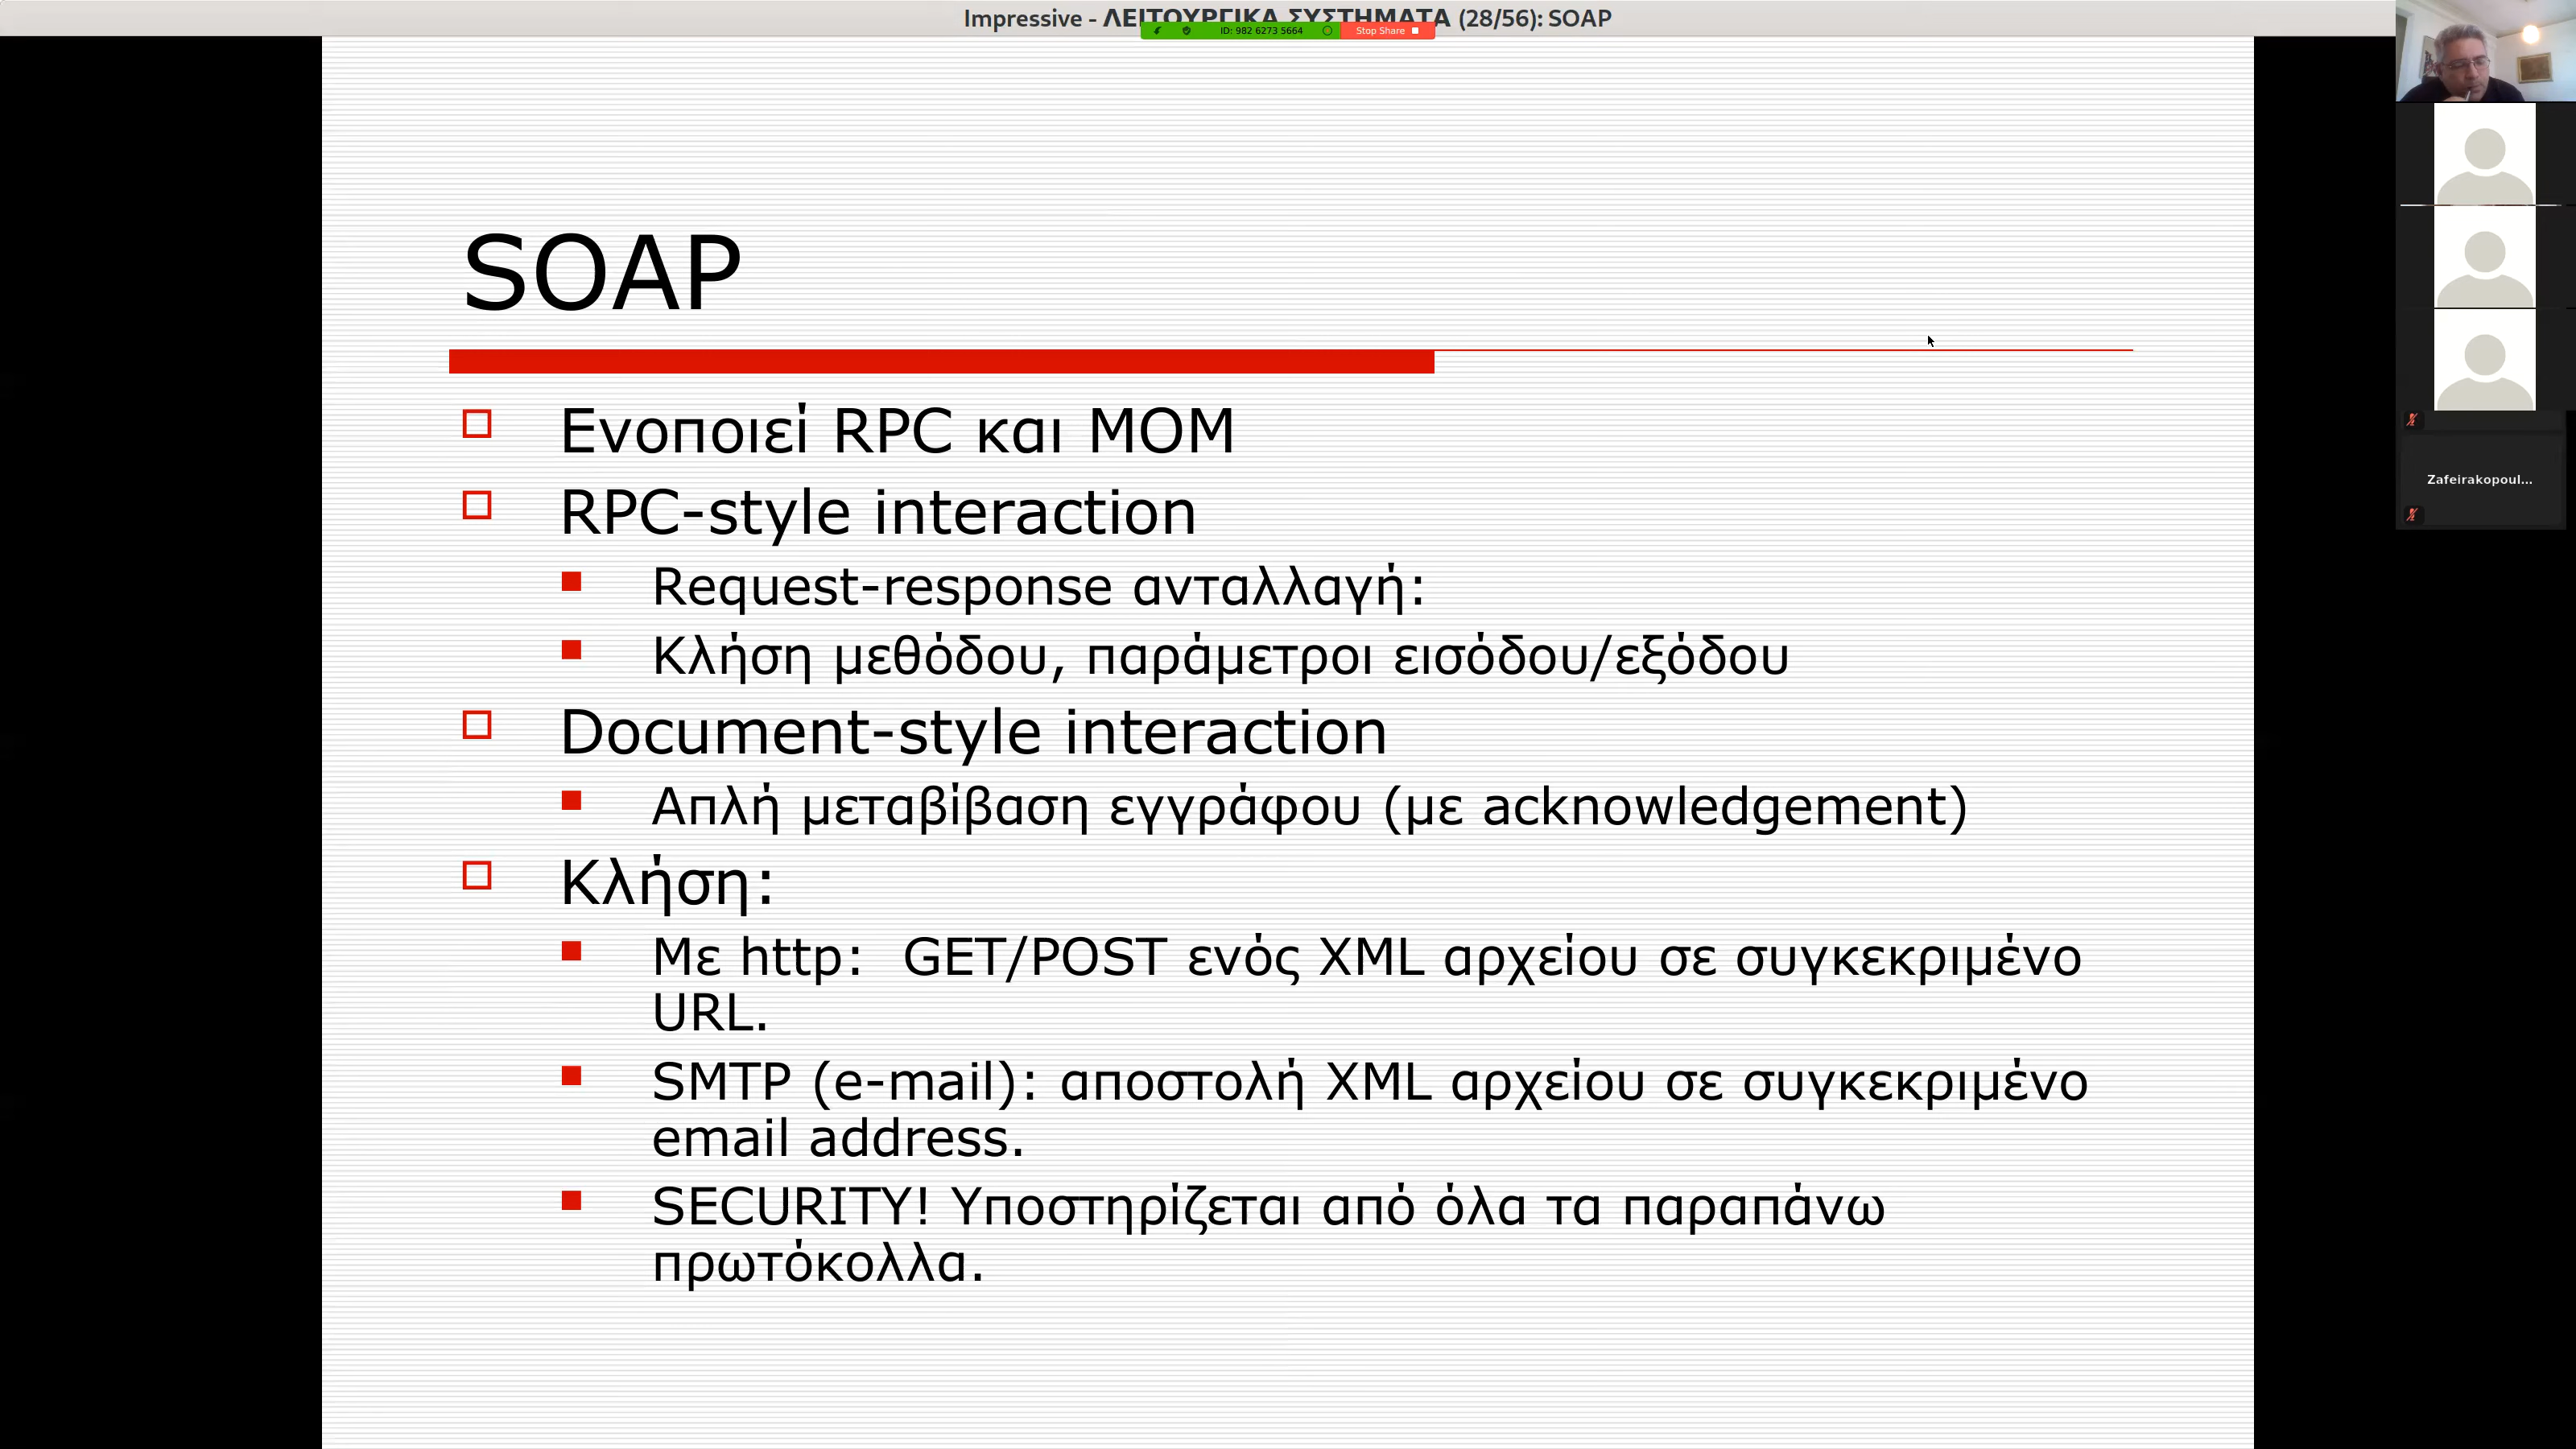 Impressive - ΛΕΙΤΟΥΡΓΙΚΑ ΣΥΣΤΗΜΑΤΑ (28/56): SOAP
ID: 982 6273 5664
Stop Share
SOAP
Ενοποιεί RPC και MOM
RPC-style interaction
Request-response ανταλλαγή:
Κλήση μεθόδου, παράμετροι εισόδου/εξόδου
Document-style interaction
Απλή μεταβίβαση εγγράφου (με acknowledgement)
Κλήση:
Με http:  GET/POST ενός XML αρχείου σε συγκεκριμένο
URL.
SMTP (e-mail): αποστολή XML αρχείου σε συγκεκριμένο
email address.
SECURITY! Υποστηρίζεται από όλα τα παραπάνω
πρωτόκολλα.
Zafeirakopoul...